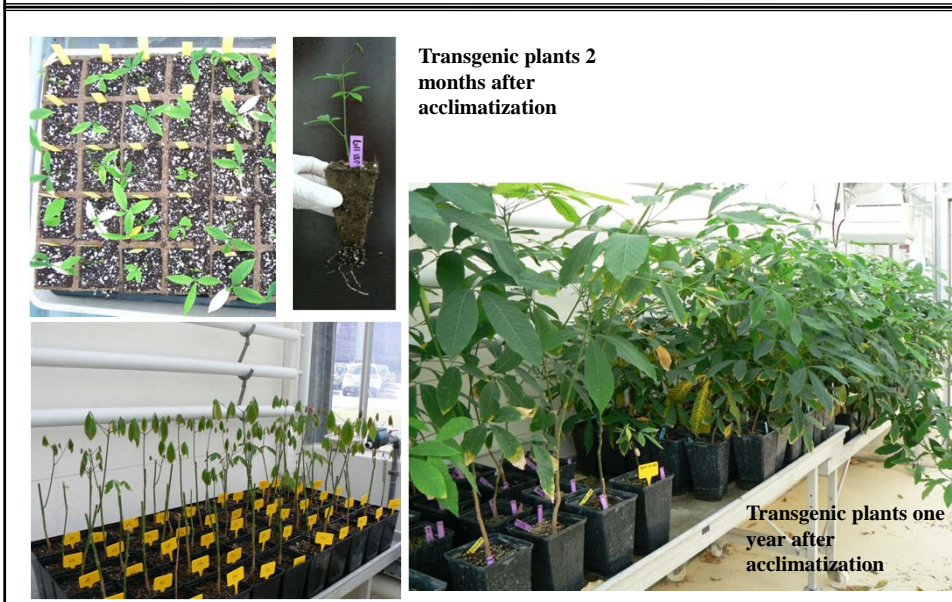 Transgenic plants 2
months after
acclimatization
Transgenic plants one
year after
acclimatization